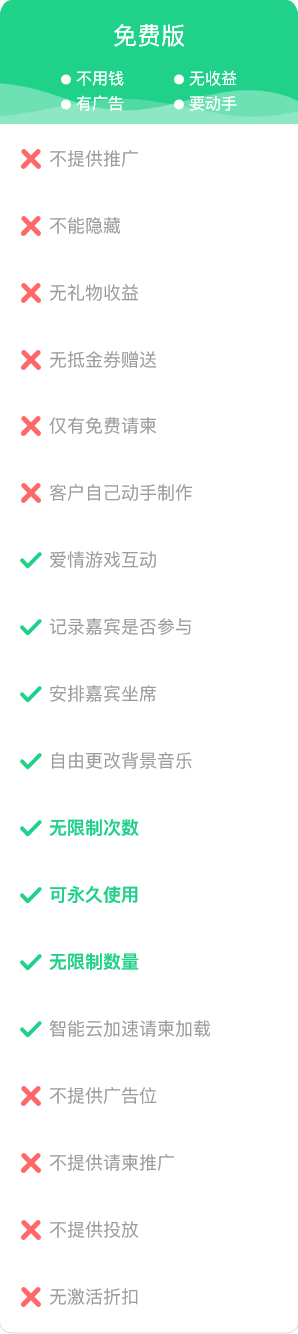 免费版
不用钱 无收益
有广告 要动手
不提供推广
不能隐藏
无礼物收益
无抵金券赠送
仅有免费请柬
客户自己动手制作
爱情游戏互动
记录嘉宾是否参与
安排嘉宾坐席
自由更改背景音乐
无限制次数
可永久使用
无限制数量
智能云加速请柬加载
不提供广告位
不提供请柬推广
不提供投放
无激活折扣